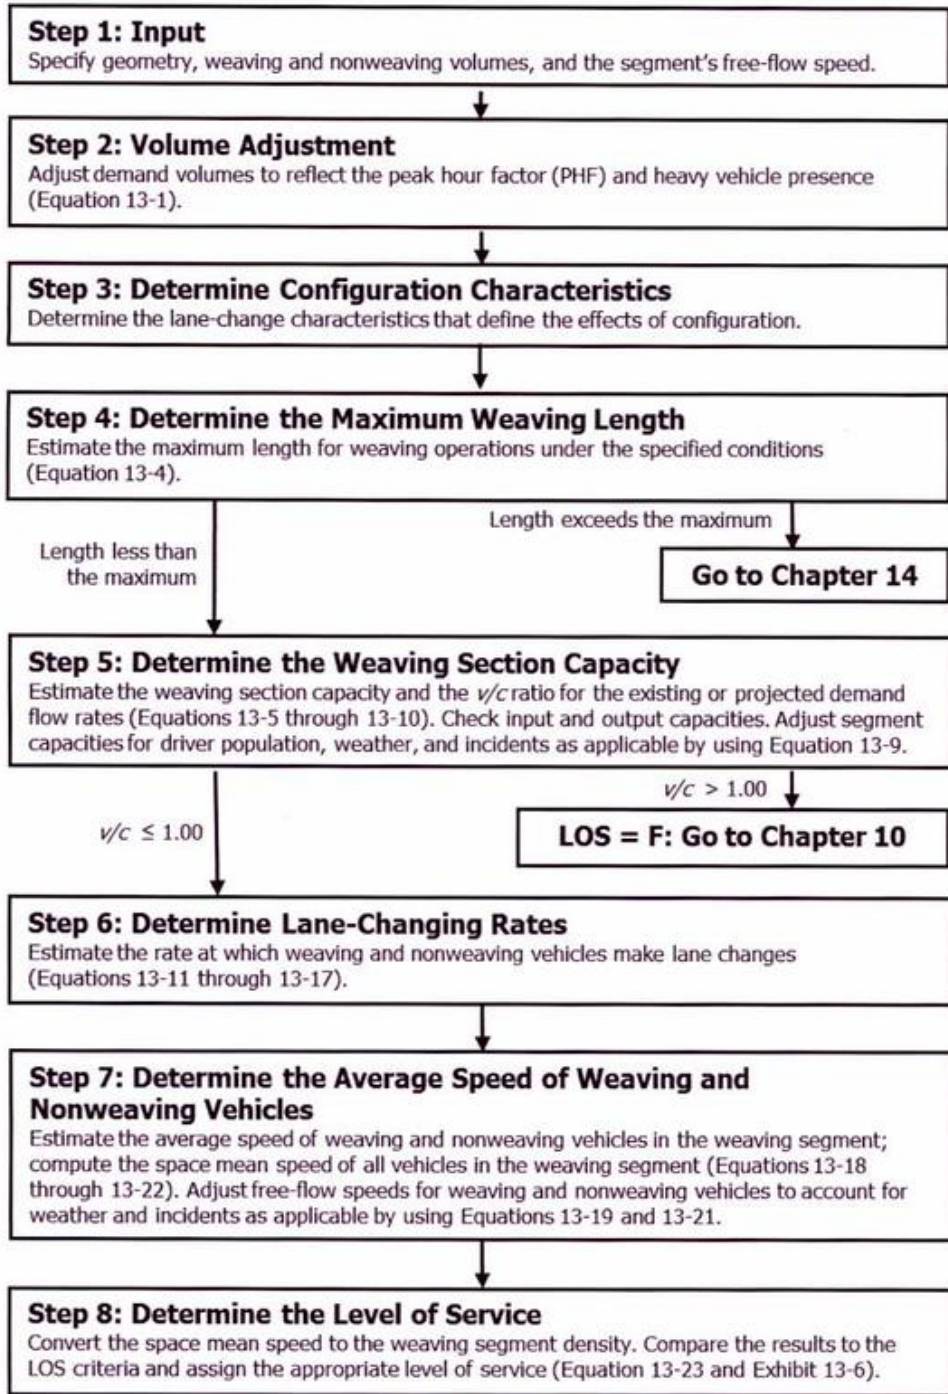 Step 1: Input
Specify geometry, weaving and nonweaving volumes, and the segment's free-flow speed.
Step 2: Volume Adjustment
Adjust demand volumes to reflect the peak hour factor (PHF) and heavy vehicle presence
(Equation 13-1).
Step 3: Determine Configuration Characteristics
Determine the lane-change characteristics that define the effects of configuration.
Step 4: Determine the Maximum Weaving Length
Estimate the maximum length for weaving operations under the specified conditions
(Equation 13-4).
Length exceeds the maximum
Length less than
the maximum
Go to Chapter 14
Step 5: Determine the Weaving Section Capacity
Estimate the weaving section capacity and the v/c ratio for the existing or projected demand
flow rates (Equations 13-5 through 13-10). Check input and output capacities. Adjust segment
capacities for driver population, weather, and incidents as applicable by using Equation 13-9.
v/c > 1.00
v/c ≤ 1.00
LOS = F: Go to Chapter 10
Step 6: Determine Lane-Changing Rates
Estimate the rate at which weaving and nonweaving vehicles make lane changes
(Equations 13-11 through 13-17).
Step 7: Determine the Average Speed of Weaving and
Nonweaving Vehicles
Estimate the average speed of weaving and nonweaving vehicles in the weaving segment;
compute the space mean speed of all vehicles in the weaving segment (Equations 13-18
through 13-22). Adjust free-flow speeds for weaving and nonweaving vehicles to account for
weather and incidents as applicable by using Equations 13-19 and 13-21.
Step 8: Determine the Level of Service
Convert the space mean speed to the weaving segment density. Compare the results to the
LOS criteria and assign the appropriate level of service (Equation 13-23 and Exhibit 13-6).